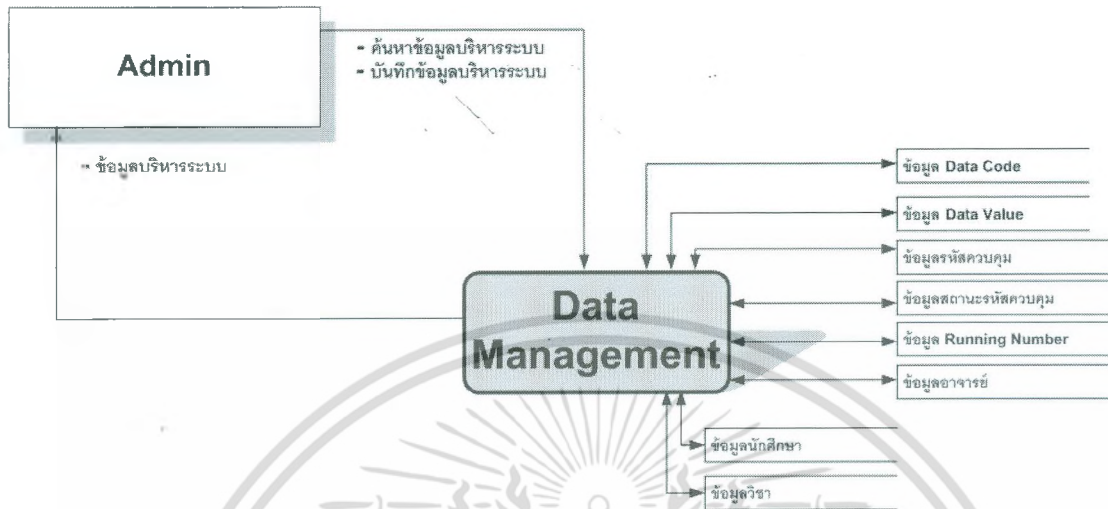 Admin
- ค้นหาข้อมูลบริหารระบบ
- บันทึกข้อมูลบริหารระบบ
- ข้อมูลบริหารระบบ
ข้อมูล Data Code
ข้อมูล Data Value
ข้อมูลรหัสควบคุม
ข้อมูลสถานะรหัสควบคุม
ข้อมูล Running Number
ข้อมูลอาจารย์
Data
Management
ข้อมูลนักศึกษา
ข้อมูลวิชา